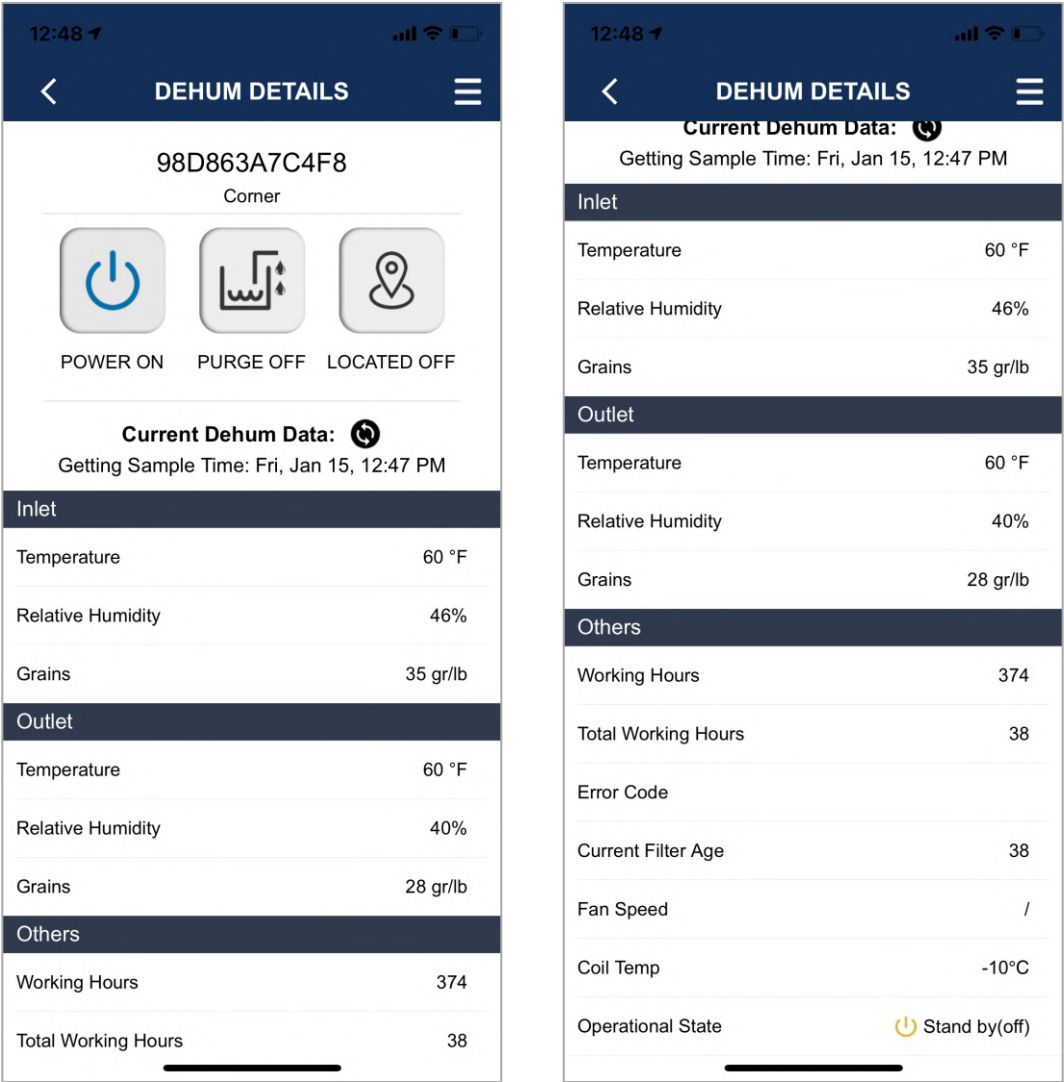 12:48
DEHUM DETAILS
98D863A7C4F8
Corner
POWER ON PURGE OFF LOCATED OFF
Current Dehum Data:
Getting Sample Time: Fri, Jan 15, 12:47 PM
Inlet
Temperature 60 °F
Relative Humidity 46%
Grains 35 gr/lb
Outlet
Temperature 60 °F
Relative Humidity 40%
Grains 28 gr/lb
Others
Working Hours 374
Total Working Hours 38
12:48
DEHUM DETAILS
Current Dehum Data:
Getting Sample Time: Fri, Jan 15, 12:47 PM
Inlet
Temperature 60 °F
Relative Humidity 46%
Grains 35 gr/lb
Outlet
Temperature 60 °F
Relative Humidity 40%
Grains 28 gr/lb
Others
Working Hours 374
Total Working Hours 38
Error Code
Current Filter Age 38
Fan Speed /
Coil Temp -10°C
Operational State Stand by(off)